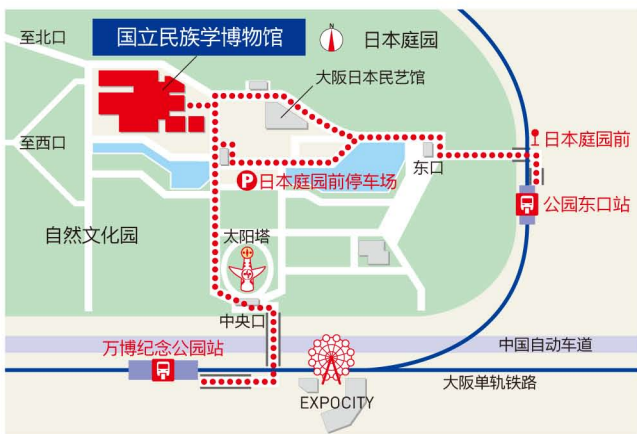 至北口
国立民族学博物馆
N
日本庭园
大阪日本民艺馆
至西口
东口
日本庭园前
P 日本庭园前停车场
公园东口站
自然文化园
太阳塔
中央口
万博纪念公园站
中国自动车道
大阪单轨铁路
EXPOCITY